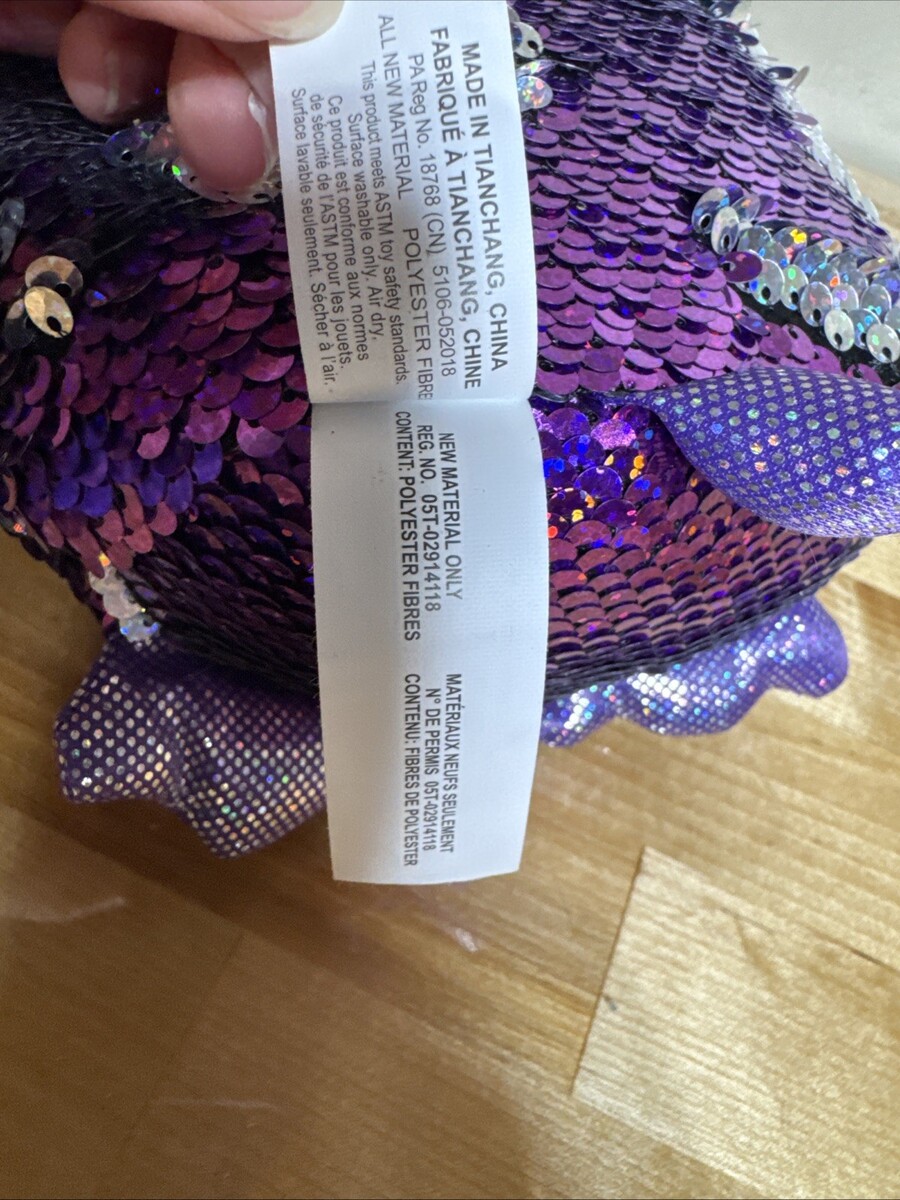 MADE IN TIANCHANG, CHINA
FABRIQUÉ À TIANCHANG, CHINE
PA Reg No. 18768 (CN) 5106-052018
ALL NEW MATERIAL POLYESTER FIBRE
This product meets ASTM toy safety standards.
Surface washable only. Air dry.
Ce produit est conforme aux normes
de sécurité de l'ASTM pour les jouets.
Surface lavable seulement. Sécher à l'air.
NEW MATERIAL ONLY
REG. NO. 05T-02914118
CONTENT: POLYESTER FIBRES
MATÉRIAUX NEUFS SEULEMENT
N° DE PERMIS 05T-02914118
CONTENU: FIBRES DE POLYESTER